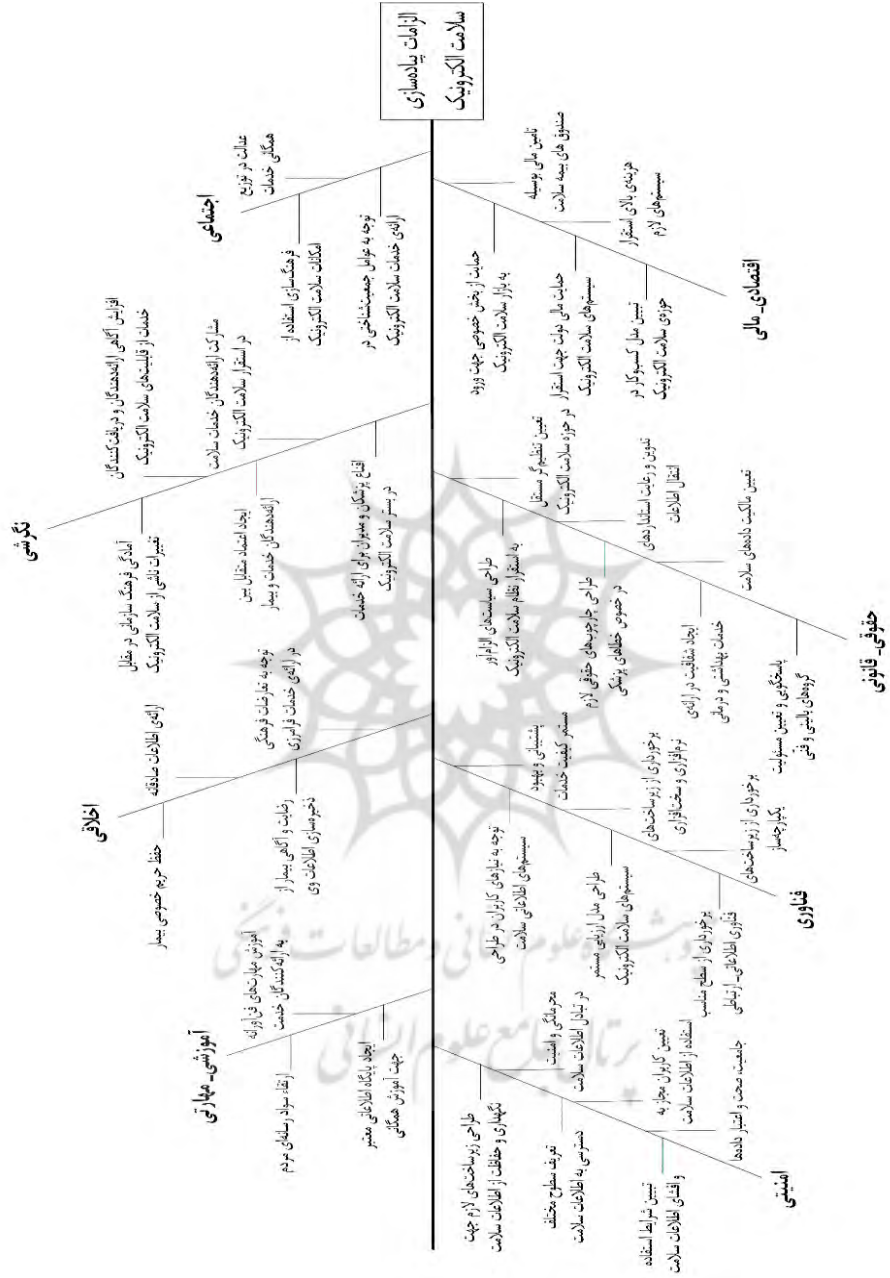 الزامات پیاده‌سازی
سلامت الکترونیک
اجتماعی
عدالت در توزیع
همگانی خدمات
فرهنگ‌سازی استفاده از
امکانات سلامت الکترونیک
توجه به عوامل جمعیت‌شناختی در
ارائه‌ی خدمات سلامت الکترونیک
نگرشی
افزایش آگاهی ارائه‌دهندگان و دریافت‌کنندگان
خدمات از قابلیت‌های سلامت الکترونیک
مشارکت ارائه‌دهندگان خدمات سلامت
در استقرار سلامت الکترونیک
آمادگی فرهنگ سازمانی در مقابل
تغییرات ناشی از سلامت الکترونیک
ایجاد اعتماد متقابل بین
ارائه‌دهندگان خدمات و بیمار
اقناع پزشکان و مدیران برای ارائه خدمات
در بستر سلامت الکترونیک
اخلاقی
ارائه‌ی اطلاعات صادقانه
توجه به تعارضات فرهنگی
در ارائه‌ی خدمات فرامرزی
حفظ حریم خصوصی بیمار
رضایت و آگاهی بیمار از
ذخیره‌سازی اطلاعات وی
آموزشی_مهارتی
آموزش مهارت‌های فن‌آورانه
به ارائه‌کنندگان خدمت
ارتقاء سواد رسانه‌ای مردم
ایجاد پایگاه اطلاعاتی معتبر
جهت آموزش همگانی
اقتصادی_مالی
تامین مالی بوسیله
صندوق های بیمه سلامت
هزینه‌ی بالای استقرار
سیستم‌های لازم
حمایت از بخش خصوصی جهت ورود
به بازار سلامت الکترونیک
حمایت مالی دولت جهت استقرار
سیستم‌های سلامت الکترونیک
تبیین مدل کسب‌وکار در
حوزه‌ی سلامت الکترونیک
حقوقی_قانونی
تعیین تنظیم‌گر مستقل
در حوزه سلامت الکترونیک
تدوین و رعایت استانداردهای
انتقال اطلاعات
تعیین مالکیت داده‌های سلامت
طراحی سیاست‌های الزام‌آور
به استقرار نظام سلامت الکترونیک
طراحی چارچوب‌های حقوقی لازم
در خصوص خطاهای پزشکی
ایجاد شفافیت در ارائه‌ی
خدمات بهداشتی و درمانی
پاسخگویی و تعیین مسئولیت
گروه‌های بالینی و فنی
فناوری
پشتیبانی و بهبود
مستمر کیفیت خدمات
برخورداری از زیرساخت‌های
نرم‌افزاری و سخت‌افزاری
برخورداری از زیرساخت‌های
یکپارچه‌ساز
توجه به نیازهای کاربران در طراحی
سیستم‌های اطلاعاتی سلامت
طراحی مدل ارزیابی مستمر
سیستم‌های سلامت الکترونیک
برخورداری از سطح مناسب
فناوری اطلاعاتی_ارتباطی
امنیتی
محرمانگی و امنیت
در تبادل اطلاعات سلامت
تعیین کاربران مجاز به
استفاده از اطلاعات سلامت
جامعیت، صحت و اعتبار داده‌ها
طراحی زیرساخت‌های لازم جهت
نگهداری و حفاظت از اطلاعات سلامت
تعریف سطوح مختلف
دسترسی به اطلاعات سلامت
تبیین شرایط استفاده
و افشای اطلاعات سلامت
پژوهشگاه علوم انسانی و مطالعات فرهنگی
پرتال جامع علوم انسانی